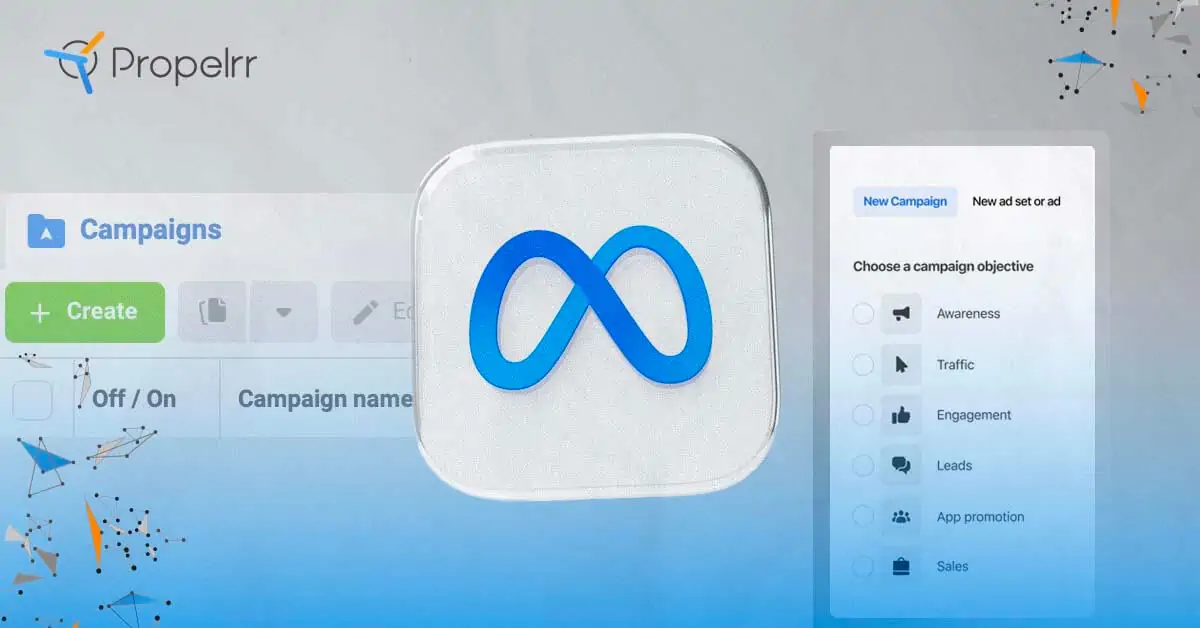 Propelrr
Campaigns
+ Create
Off / On
Campaign name
New Campaign
New ad set or ad
Choose a campaign objective
Awareness
Traffic
Engagement
Leads
App promotion
Sales